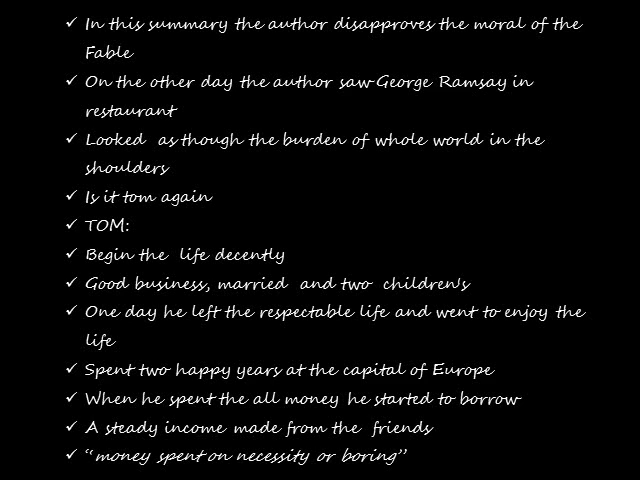 ✓ In this summary the author disapproves the moral of the
Fable
✓ On the other day the author saw George Ramsay in
restaurant
✓ Looked as though the burden of whole world in the
shoulders
✓ Is it tom again
✓ TOM:
✓ Begin the life decently
✓ Good business, married and two children's
✓ One day he left the respectable life and went to enjoy the
life
✓ Spent two happy years at the capital of Europe
✓ When he spent the all money he started to borrow
✓ A steady income made from the friends
✓ “money spent on necessity or boring”